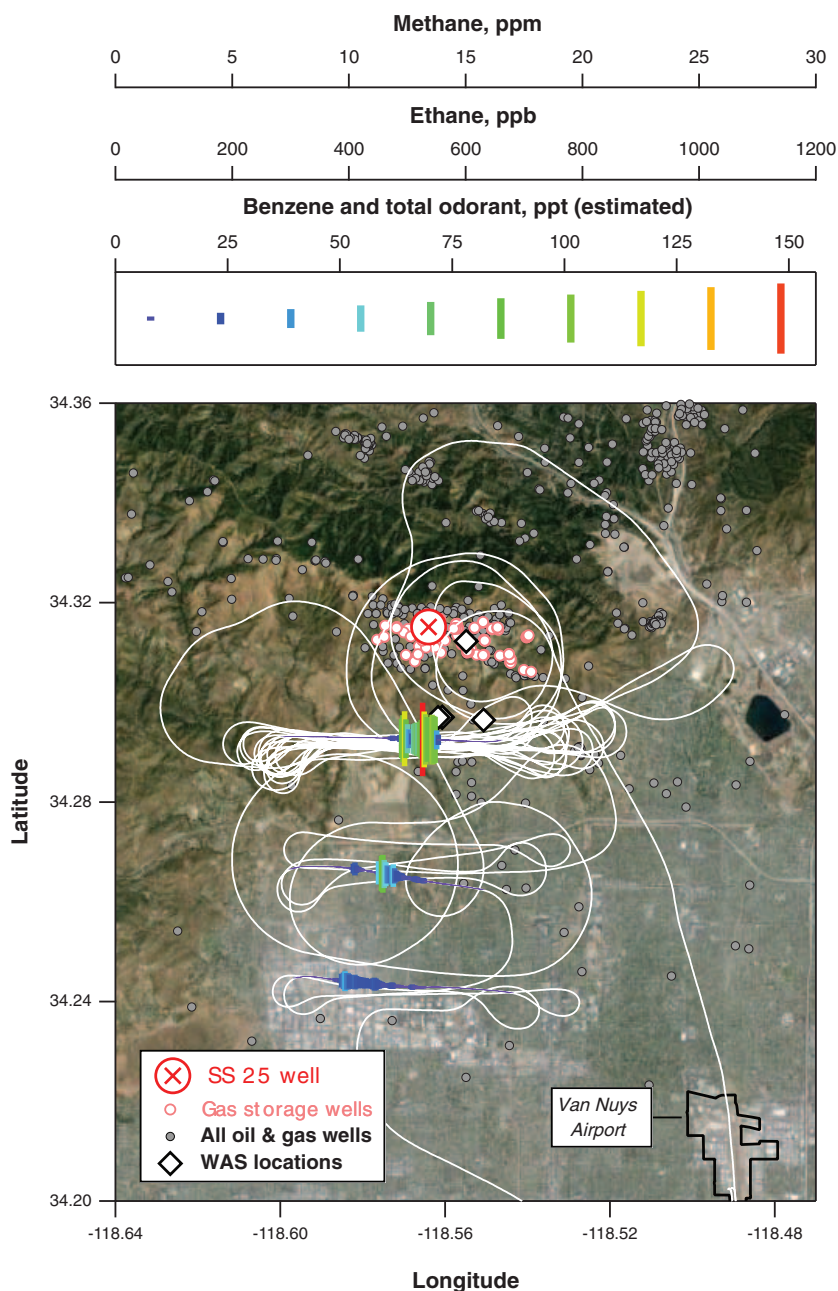 Methane, ppm
0 5 10 15 20 25 30
Ethane, ppb
0 200 400 600 800 1000 1200
Benzene and total odorant, ppt (estimated)
0 25 50 75 100 125 150
34.36
34.32
34.28
34.24
34.20
Latitude
SS 25 well
Gas storage wells
All oil & gas wells
WAS locations
Van Nuys
Airport
-118.64 -118.60 -118.56 -118.52 -118.48
Longitude